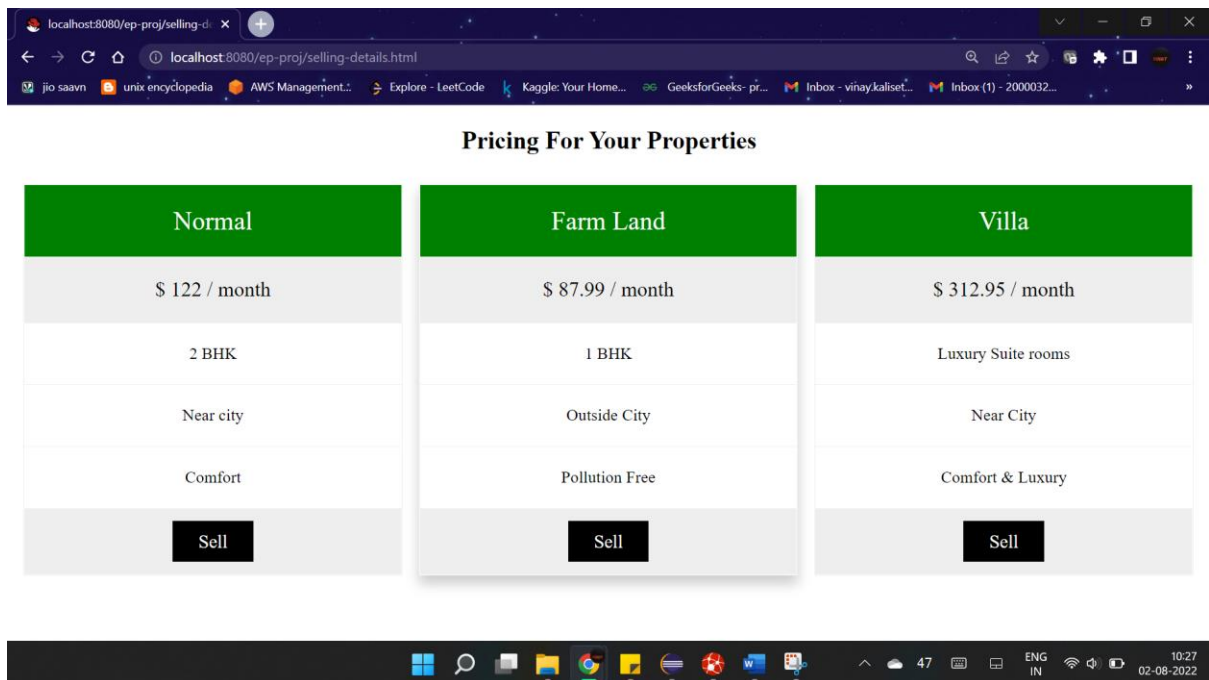 localhost:8080/ep-proj/selling-de
localhost:8080/ep-proj/selling-details.html
jio saavn unix encyclopedia AWS Management... Explore - LeetCode Kaggle: Your Home... GeeksforGeeks- pr... Inbox - vinay.kaliset... Inbox (1) - 2000032... »
Pricing For Your Properties
Normal
$ 122 / month
2 BHK
Near city
Comfort
Sell
Farm Land
$ 87.99 / month
1 BHK
Outside City
Pollution Free
Sell
Villa
$ 312.95 / month
Luxury Suite rooms
Near City
Comfort & Luxury
Sell
47
ENG
IN
10:27
02-08-2022